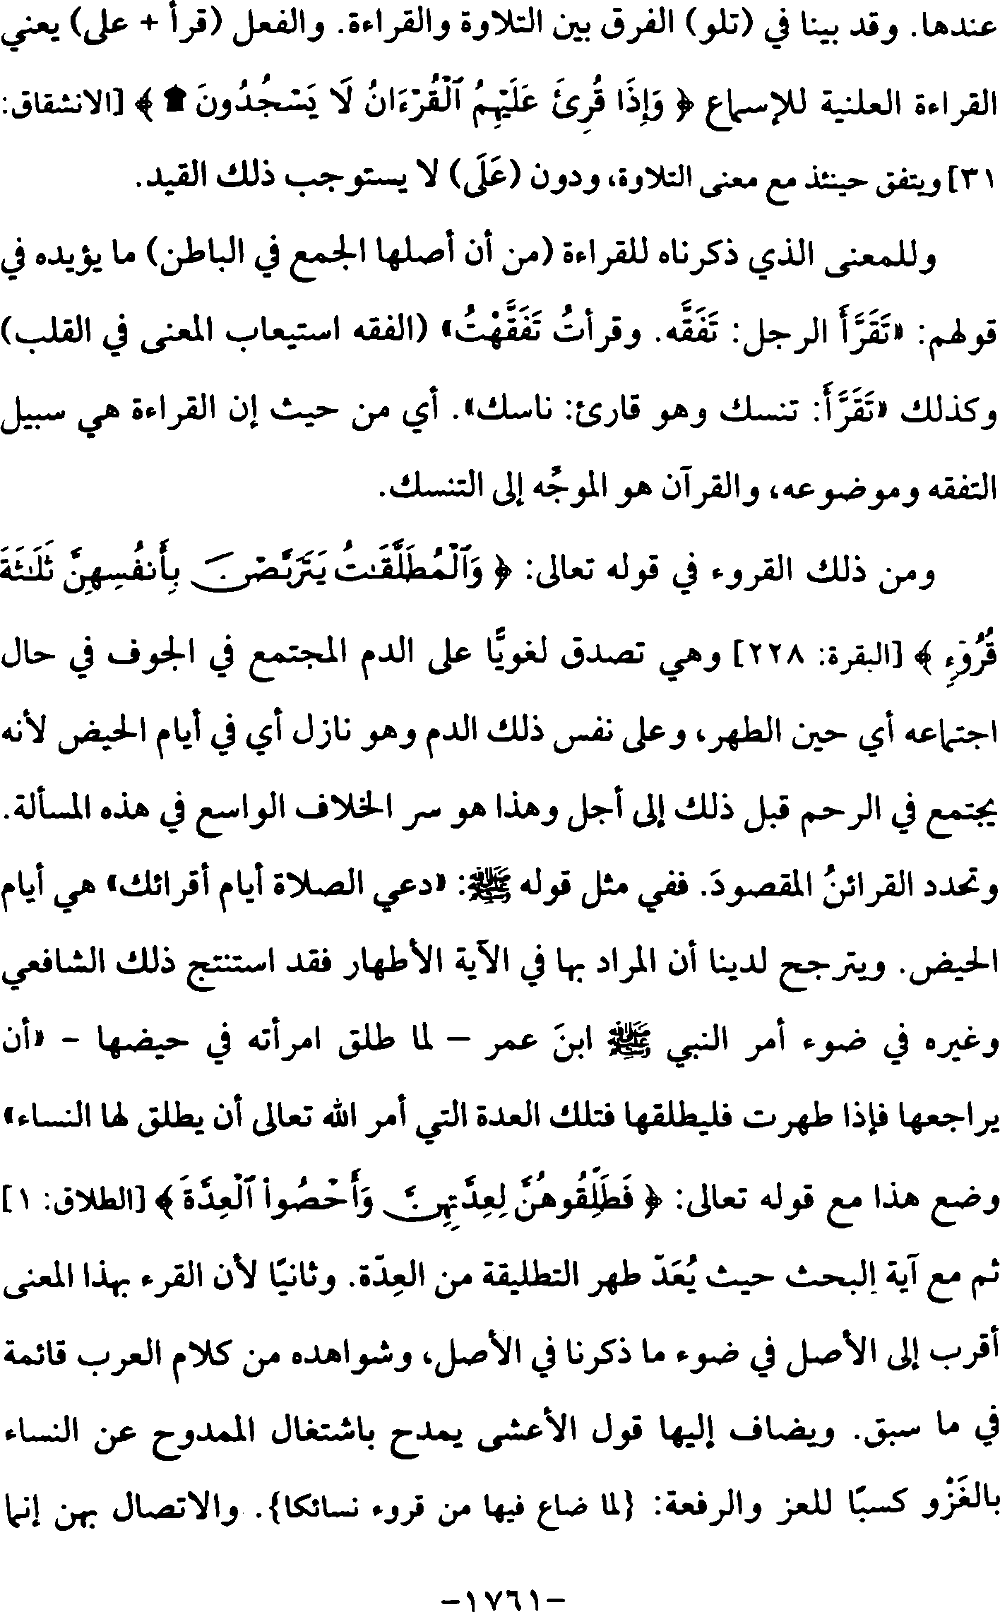 عندها. وقد بينا في (تلو) الفرق بين التلاوة والقراءة. والفعل (قرأ + على) يعني
القراءة العلنية للإسماع ﴿ وَإِذَا قُرِئَ عَلَيْهِمُ ٱلْقُرْءَانُ لَا يَسْجُدُونَ ۩ ﴾ [الانشقاق:
٣١] ويتفق حينئذ مع معنى التلاوة، ودون (عَلَى) لا يستوجب ذلك القيد.
وللمعنى الذي ذكرناه للقراءة (من أن أصلها الجمع في الباطن) ما يؤيده في
قولهم: «تَقَرَّأَ الرجل: تَفَقَّه. وقرأتُ تَفَقَّهْتُ» (الفقه استيعاب المعنى في القلب)
وكذلك «تَقَرَّأَ: تنسك وهو قارئ: ناسك». أي من حيث إن القراءة هي سبيل
التفقه وموضوعه، والقرآن هو الموجُّه إلى التنسك.
ومن ذلك القروء في قوله تعالى: ﴿ وَٱلْمُطَلَّقَـٰتُ يَتَرَبَّصْنَ بِأَنفُسِهِنَّ ثَلَـٰثَةَ
قُرُوٓءٍ ﴾ [البقرة: ٢٢٨] وهي تصدق لغويًّا على الدم المجتمع في الجوف في حال
اجتماعه أي حين الطهر، وعلى نفس ذلك الدم وهو نازل أي في أيام الحيض لأنه
يجتمع في الرحم قبل ذلك إلى أجل وهذا هو سر الخلاف الواسع في هذه المسألة.
وتحدد القرائنُ المقصودَ. ففي مثل قوله ﷺ: «دعي الصلاة أيام أقرائك» هي أيام
الحيض. ويترجح لدينا أن المراد بها في الآية الأطهار فقد استنتج ذلك الشافعي
وغيره في ضوء أمر النبي ﷺ ابنَ عمر – لما طلق امرأته في حيضها – «أن
يراجعها فإذا طهرت فليطلقها فتلك العدة التي أمر الله تعالى أن يطلق لها النساء»
وضع هذا مع قوله تعالى: ﴿ فَطَلِّقُوهُنَّ لِعِدَّتِهِنَّ وَأَحْصُوا۟ ٱلْعِدَّةَ ﴾ [الطلاق: ١]
ثم مع آية البحث حيث يُعَدّ طهر التطليقة من العِدّة. وثانيًا لأن القرء بهذا المعنى
أقرب إلى الأصل في ضوء ما ذكرنا في الأصل، وشواهده من كلام العرب قائمة
في ما سبق. ويضاف إليها قول الأعشى يمدح باشتغال الممدوح عن النساء
بالغَزْو كسبًا للعز والرفعة: {لما ضاع فيها من قروء نسائكا}. والاتصال بهن إنما
-١٧٦١-